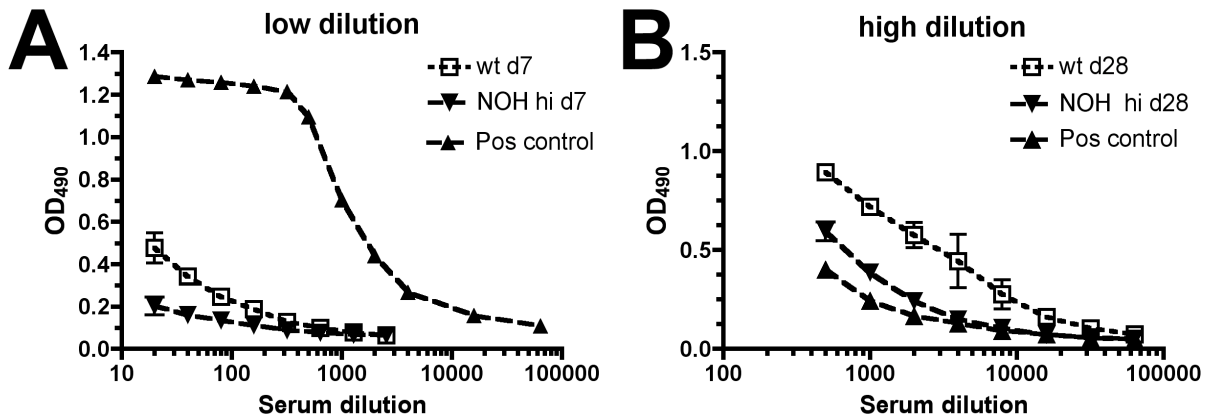 A
low dilution
1.4
1.2
1.0
0.8
0.6
0.4
0.2
0.0
OD490
wt d7
NOH hi d7
Pos control
10
100
1000
10000
100000
Serum dilution
B
high dilution
1.5
1.0
0.5
0.0
OD490
wt d28
NOH hi d28
Pos control
100
1000
10000
100000
Serum dilution